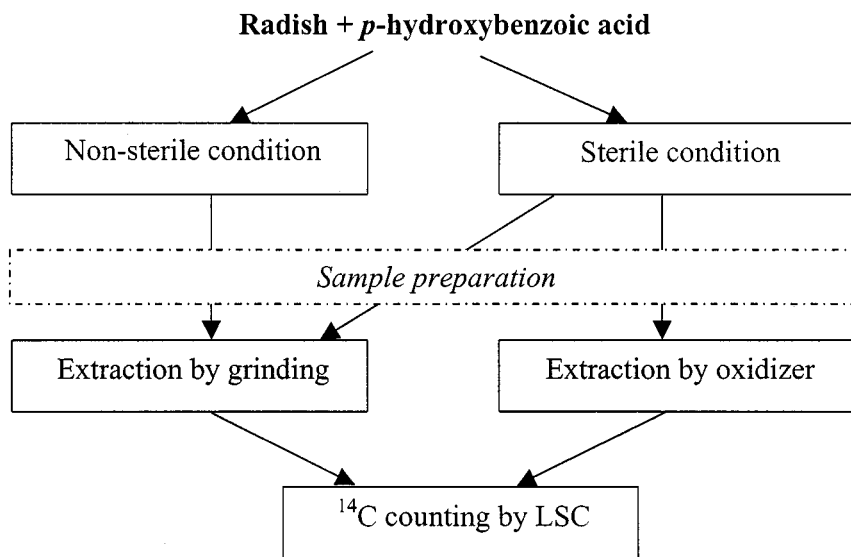 Radish + p-hydroxybenzoic acid
Non-sterile condition
Sterile condition
Sample preparation
Extraction by grinding
Extraction by oxidizer
¹⁴C counting by LSC